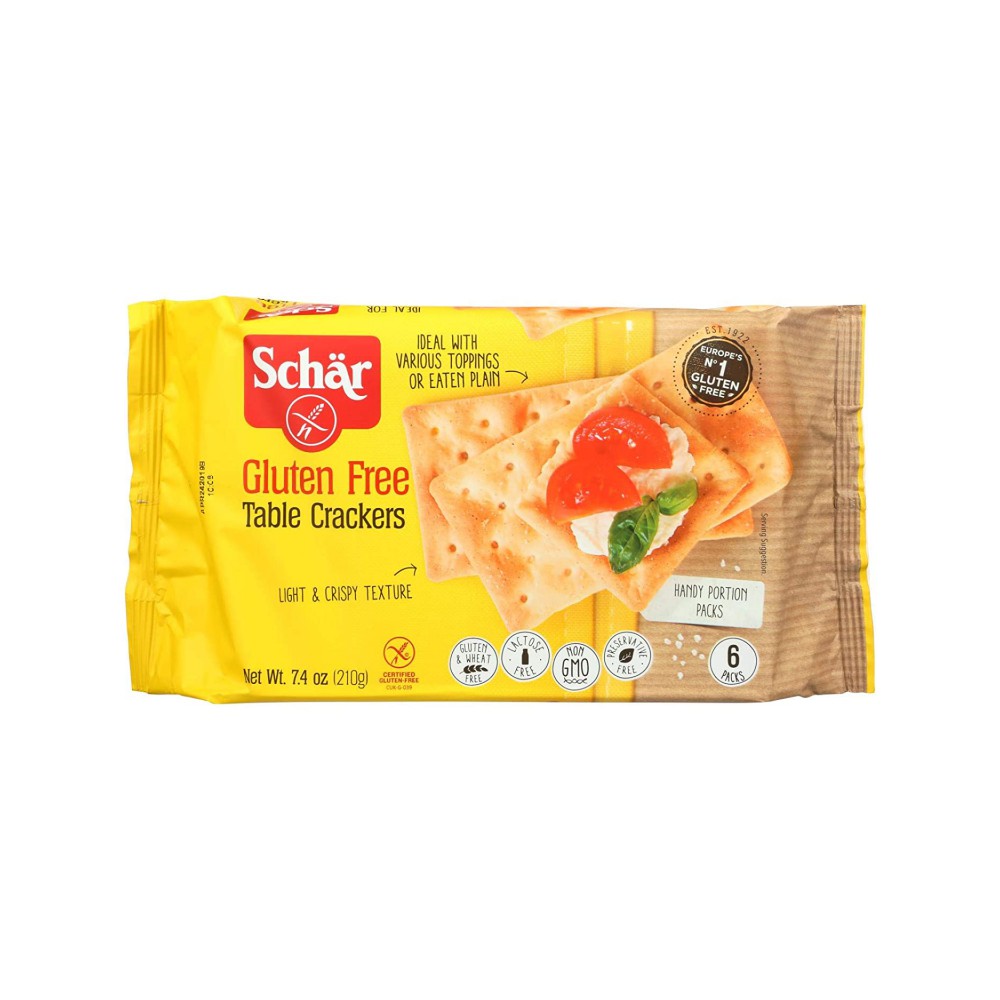 Schär
IDEAL FOR
Schär
IDEAL WITH
VARIOUS TOPPINGS
OR EATEN PLAIN
EST.1922
EUROPE'S
Nº1
GLUTEN
FREE
Gluten Free
Table Crackers
LIGHT & CRISPY TEXTURE
Serving Suggestion
HANDY PORTION
PACKS
GLUTEN
& WHEAT
FREE
LACTOSE
FREE
NON
GMO
PRESERVATIVE
FREE
6
PACKS
Net Wt. 7.4 oz (210g)
CERTIFIED
GLUTEN-FREE